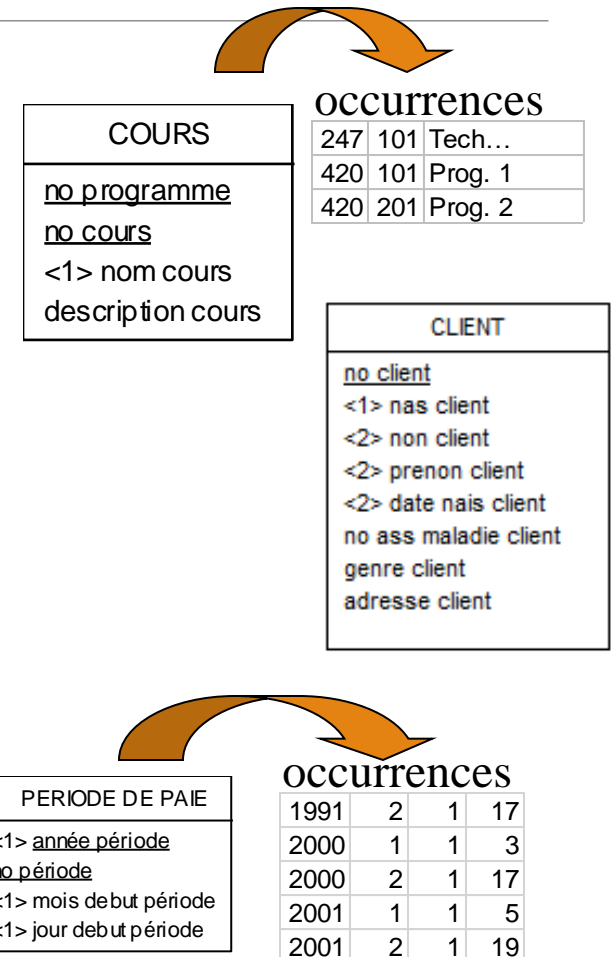 occurrences
COURS
no programme
no cours
<1> nom cours
description cours
247 101 Tech…
420 101 Prog. 1
420 201 Prog. 2
CLIENT
no client
<1> nas client
<2> non client
<2> prenon client
<2> date nais client
no ass maladie client
genre client
adresse client
occurrences
PERIODE DE PAIE
<1> année période
no période
<1> mois debut période
<1> jour debut période
1991 2 1 17
2000 1 1 3
2000 2 1 17
2001 1 1 5
2001 2 1 19